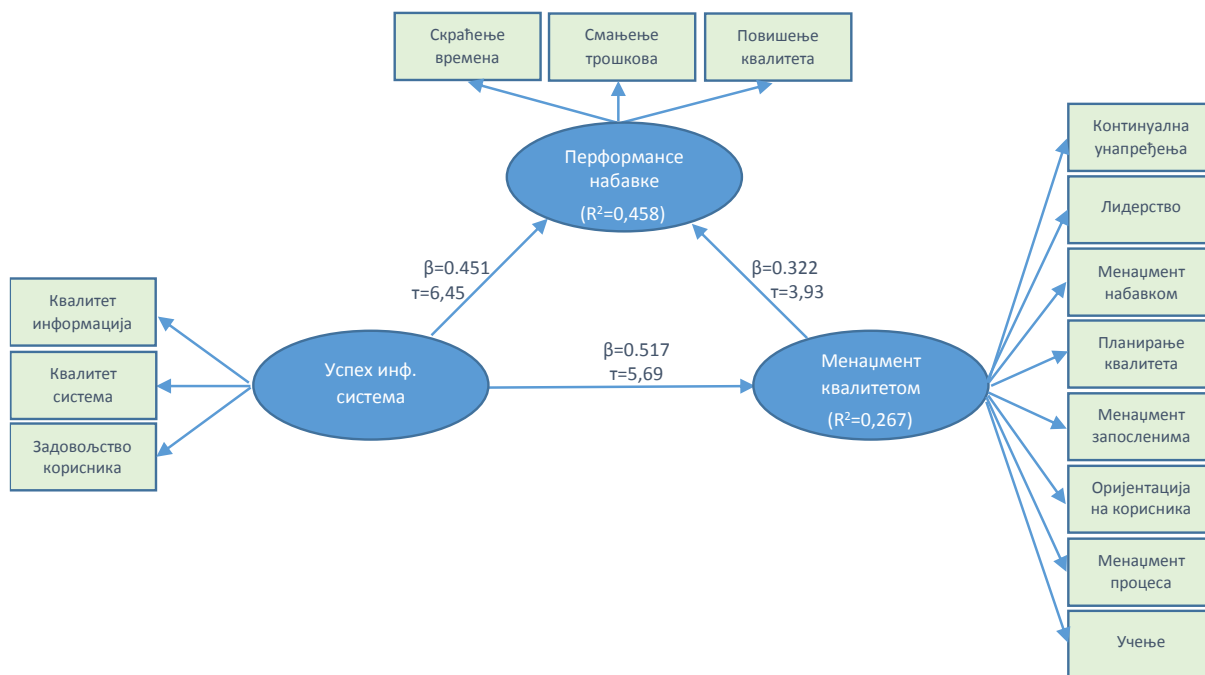 Скраћење
времена
Смањење
трошкова
Повишење
квалитета
Перформансе
набавке
(R²=0,458)
β=0.451
τ=6,45
β=0.322
τ=3,93
Квалитет
информација
Квалитет
система
Задовољство
корисника
Успех инф.
система
β=0.517
τ=5,69
Менаџмент
квалитетом
(R²=0,267)
Континуална
унапређења
Лидерство
Менаџмент
набавком
Планирање
квалитета
Менаџмент
запосленима
Оријентација
на корисника
Менаџмент
процеса
Учење